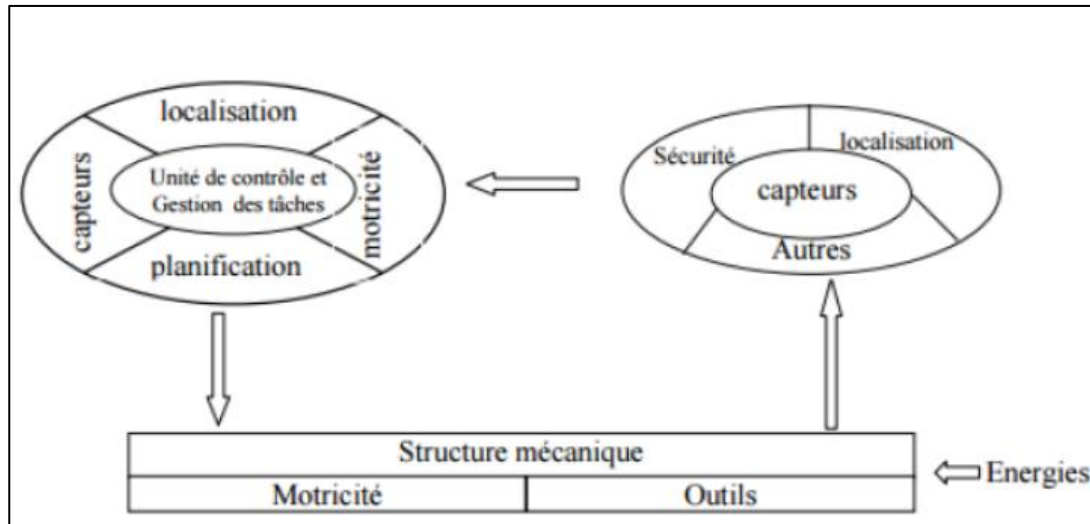 localisation
capteurs
Unité de contrôle et
Gestion des tâches
motricité
planification
Sécurité
localisation
capteurs
Autres
Structure mécanique
Motricité
Outils
Energies